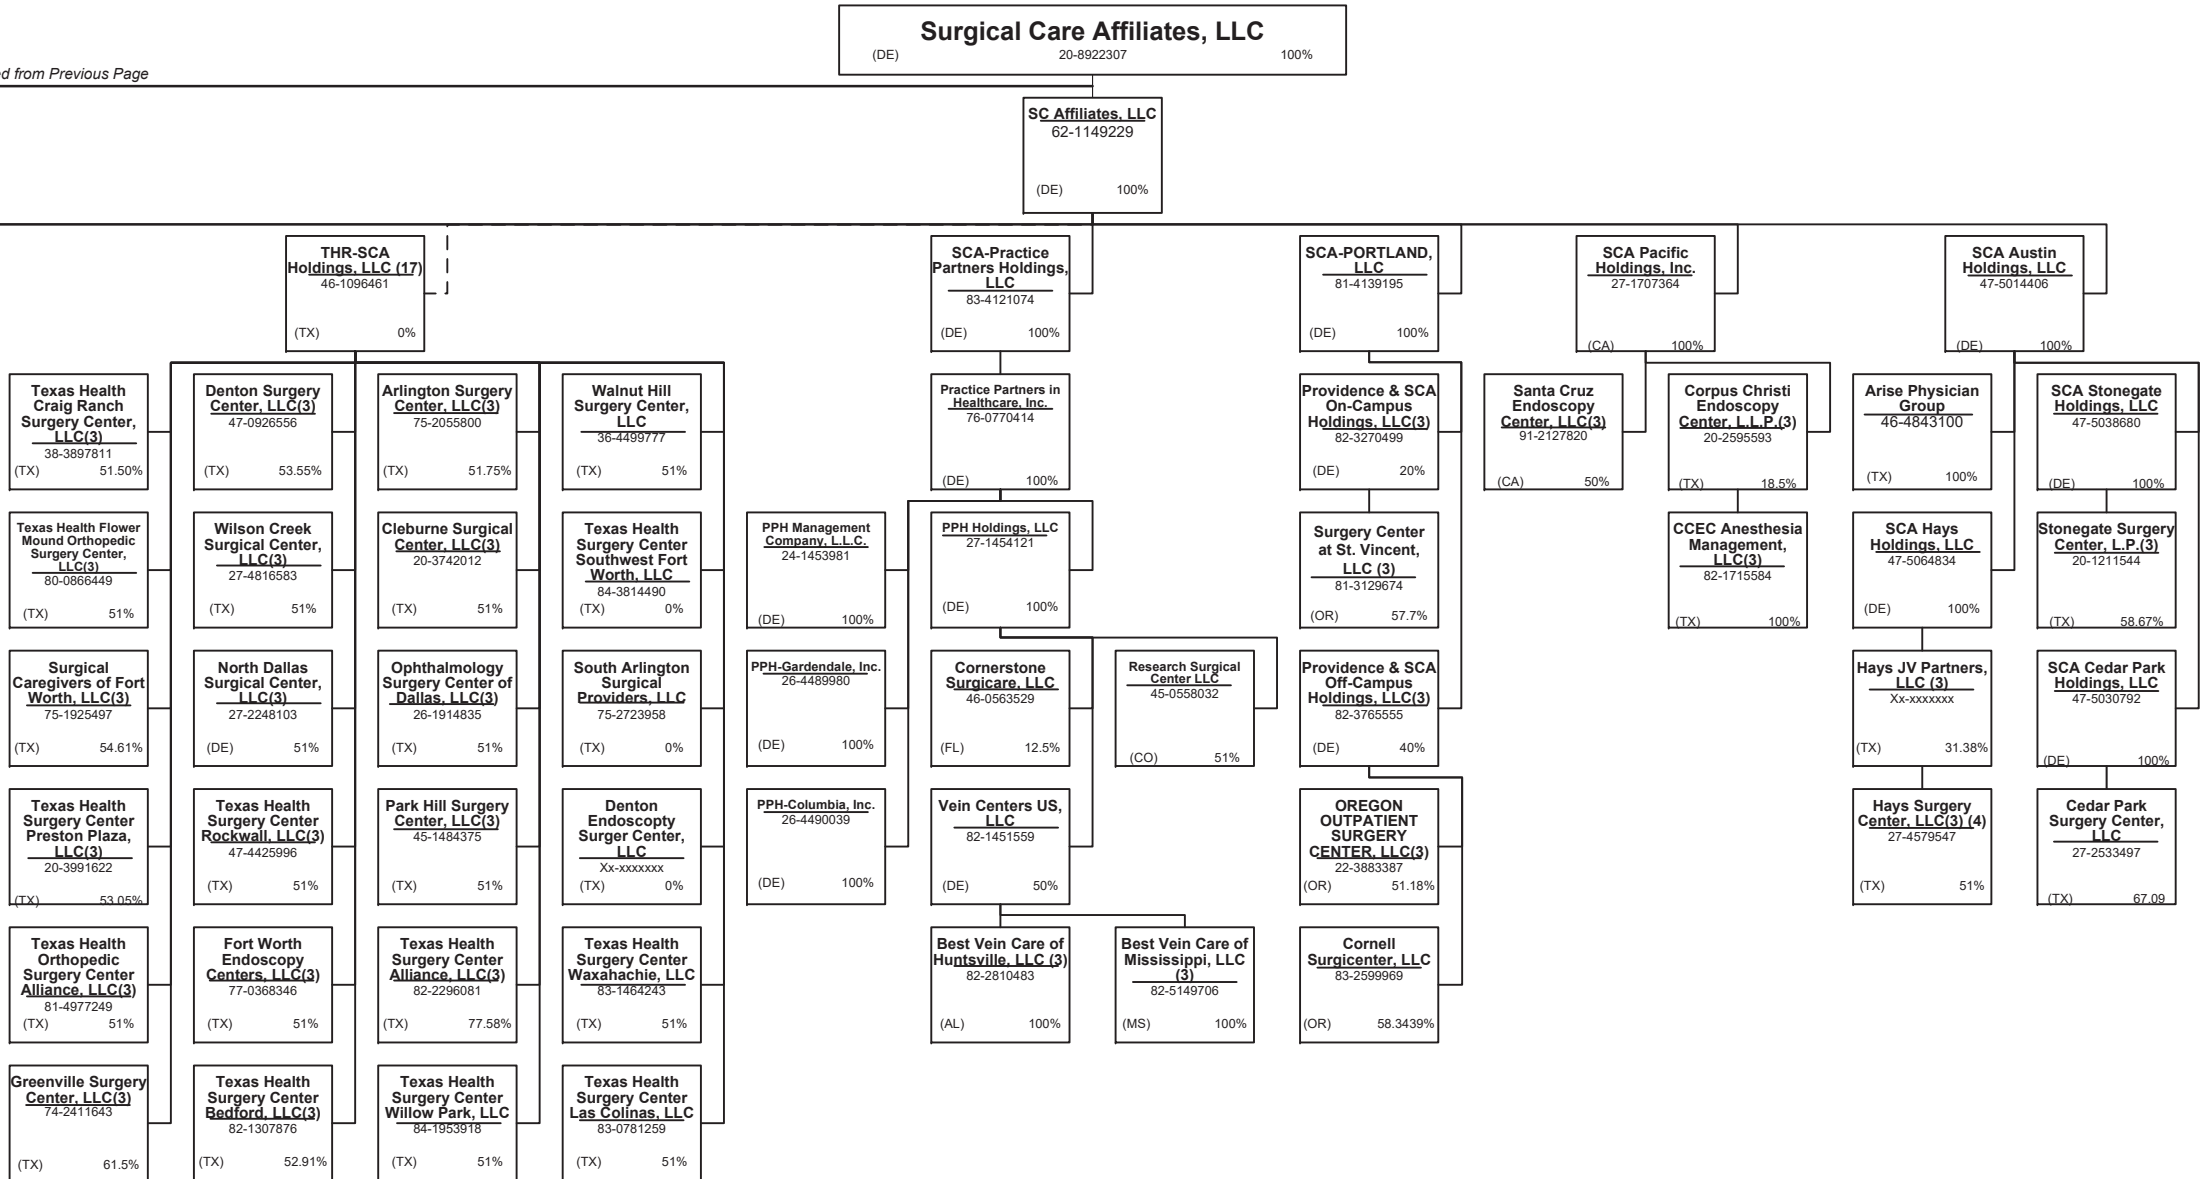 Surgical Care Affiliates, LLC
(DE) 20-8922307 100%
ed from Previous Page
SC Affiliates, LLC
62-1149229
(DE) 100%
THR-SCA
Holdings, LLC (17)
46-1096461
(TX) 0%
SCA-Practice
Partners Holdings,
LLC
83-4121074
(DE) 100%
SCA-PORTLAND,
LLC
81-4139195
(DE) 100%
SCA Pacific
Holdings, Inc.
27-1707364
(CA) 100%
SCA Austin
Holdings, LLC
47-5014406
(DE) 100%
Texas Health
Craig Ranch
Surgery Center,
LLC(3)
38-3897811
(TX) 51.50%
Denton Surgery
Center, LLC(3)
47-0926556
(TX) 53.55%
Arlington Surgery
Center, LLC(3)
75-2055800
(TX) 51.75%
Walnut Hill
Surgery Center,
LLC
36-4499777
(TX) 51%
Practice Partners in
Healthcare, Inc.
76-0770414
(DE) 100%
Providence & SCA
On-Campus
Holdings, LLC(3)
82-3270499
(DE) 20%
Santa Cruz
Endoscopy
Center, LLC(3)
91-2127820
(CA) 50%
Corpus Christi
Endoscopy
Center, L.L.P.(3)
20-2595593
(TX) 18.5%
Arise Physician
Group
46-4843100
(TX) 100%
SCA Stonegate
Holdings, LLC
47-5038680
(DE) 100%
Texas Health Flower
Mound Orthopedic
Surgery Center,
LLC(3)
80-0866449
(TX) 51%
Wilson Creek
Surgical Center,
LLC(3)
27-4816583
(TX) 51%
Cleburne Surgical
Center, LLC(3)
20-3742012
(TX) 51%
Texas Health
Surgery Center
Southwest Fort
Worth, LLC
84-3814490
(TX) 0%
PPH Management
Company, L.L.C.
24-1453981
(DE) 100%
PPH Holdings, LLC
27-1454121
(DE) 100%
Surgery Center
at St. Vincent,
LLC (3)
81-3129674
(OR) 57.7%
CCEC Anesthesia
Management,
LLC(3)
82-1715584
(TX) 100%
SCA Hays
Holdings, LLC
47-5064834
(DE) 100%
Stonegate Surgery
Center, L.P.(3)
20-1211544
(TX) 58.67%
Surgical
Caregivers of Fort
Worth, LLC(3)
75-1925497
(TX) 54.61%
North Dallas
Surgical Center,
LLC(3)
27-2248103
(DE) 51%
Ophthalmology
Surgery Center of
Dallas, LLC(3)
26-1914835
(TX) 51%
South Arlington
Surgical
Providers, LLC
75-2723958
(TX) 0%
PPH-Gardendale, Inc.
26-4489980
(DE) 100%
Cornerstone
Surgicare, LLC
46-0563529
(FL) 12.5%
Research Surgical
Center LLC
45-0558032
(CO) 51%
Providence & SCA
Off-Campus
Holdings, LLC(3)
82-3765555
(DE) 40%
Hays JV Partners,
LLC (3)
Xx-xxxxxxx
(TX) 31.38%
SCA Cedar Park
Holdings, LLC
47-5030792
(DE) 100%
Texas Health
Surgery Center
Preston Plaza,
LLC(3)
20-3991622
(TX) 53.05%
Texas Health
Surgery Center
Rockwall, LLC(3)
47-4425996
(TX) 51%
Park Hill Surgery
Center, LLC(3)
45-1484375
(TX) 51%
Denton
Endoscopty
Surger Center,
LLC
Xx-xxxxxxx
(TX) 0%
PPH-Columbia, Inc.
26-4490039
(DE) 100%
Vein Centers US,
LLC
82-1451559
(DE) 50%
OREGON
OUTPATIENT
SURGERY
CENTER, LLC(3)
22-3883387
(OR) 51.18%
Hays Surgery
Center, LLC(3) (4)
27-4579547
(TX) 51%
Cedar Park
Surgery Center,
LLC
27-2533497
(TX) 67.09
Texas Health
Orthopedic
Surgery Center
Alliance, LLC(3)
81-4977249
(TX) 51%
Fort Worth
Endoscopy
Centers, LLC(3)
77-0368346
(TX) 51%
Texas Health
Surgery Center
Alliance, LLC(3)
82-2296081
(TX) 77.58%
Texas Health
Surgery Center
Waxahachie, LLC
83-1464243
(TX) 51%
Best Vein Care of
Huntsville, LLC (3)
82-2810483
(AL) 100%
Best Vein Care of
Mississippi, LLC
(3)
82-5149706
(MS) 100%
Cornell
Surgicenter, LLC
83-2599969
(OR) 58.3439%
Greenville Surgery
Center, LLC(3)
74-2411643
(TX) 61.5%
Texas Health
Surgery Center
Bedford, LLC(3)
82-1307876
(TX) 52.91%
Texas Health
Surgery Center
Willow Park, LLC
84-1953918
(TX) 51%
Texas Health
Surgery Center
Las Colinas, LLC
83-0781259
(TX) 51%